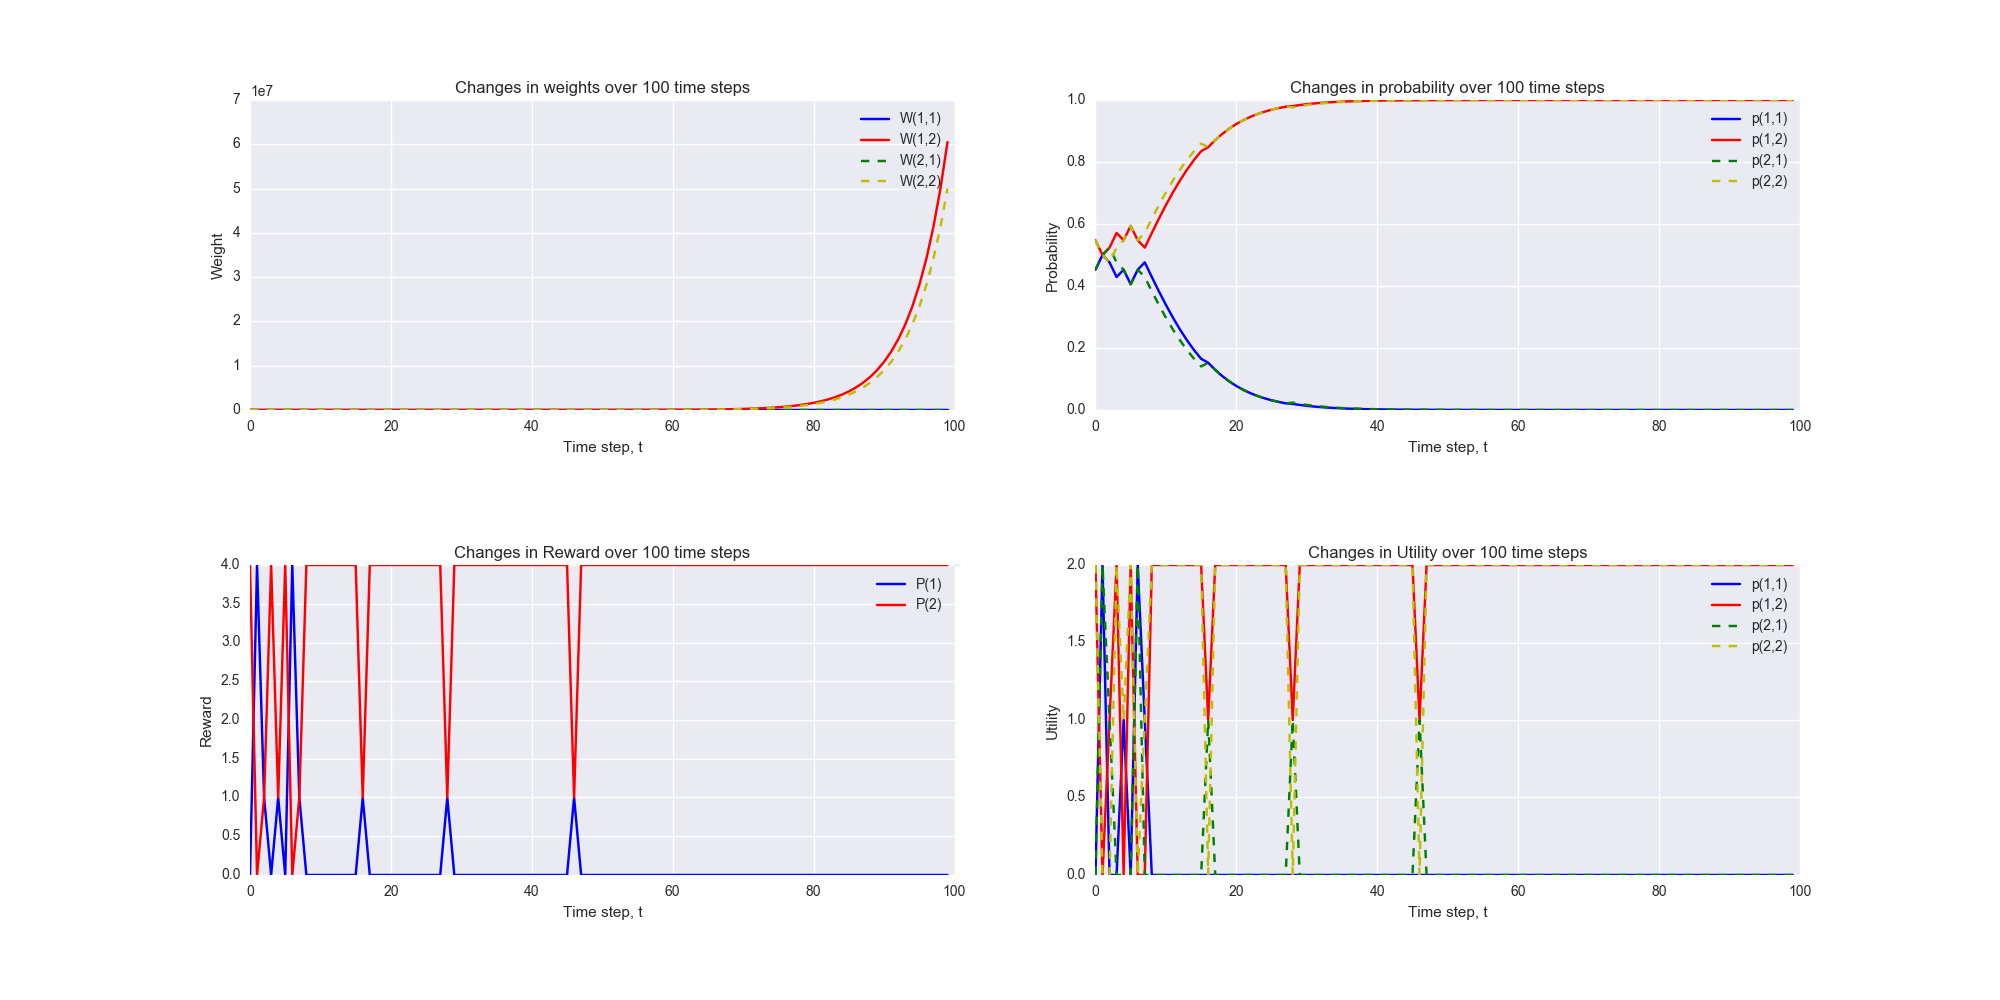 Changes in weights over 100 time steps
1e7
7
6
5
4
3
2
1
0
Weight
0 20 40 60 80 100
Time step, t
W(1,1)
W(1,2)
W(2,1)
W(2,2)
Changes in probability over 100 time steps
1.0
0.8
0.6
0.4
0.2
0.0
Probability
0 20 40 60 80 100
Time step, t
p(1,1)
p(1,2)
p(2,1)
p(2,2)
Changes in Reward over 100 time steps
4.0
3.5
3.0
2.5
2.0
1.5
1.0
0.5
0.0
Reward
0 20 40 60 80 100
Time step, t
P(1)
P(2)
Changes in Utility over 100 time steps
2.0
1.5
1.0
0.5
0.0
Utility
0 20 40 60 80 100
Time step, t
p(1,1)
p(1,2)
p(2,1)
p(2,2)